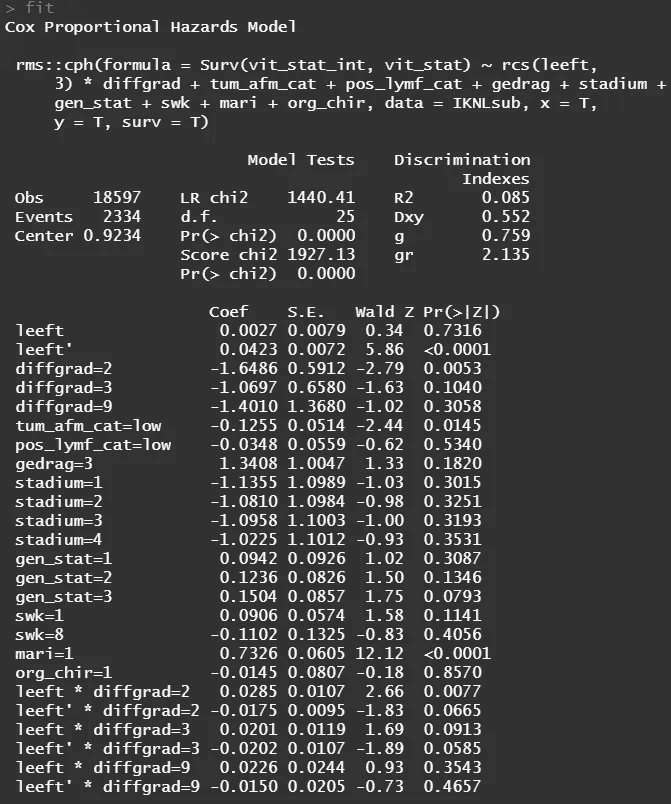 > fit
Cox Proportional Hazards Model
rms::cph(formula = Surv(vit_stat_int, vit_stat) ~ rcs(leeft,
3) * diffgrad + tum_afm_cat + pos_lymf_cat + gedrag + stadium +
gen_stat + swk + mari + org_chir, data = IKNLsub, x = T,
y = T, surv = T)
Model Tests Discrimination
Indexes
Obs 18597 LR chi2 1440.41 R2 0.085
Events 2334 d.f. 25 Dxy 0.552
Center 0.9234 Pr(> chi2) 0.0000 g 0.759
Score chi2 1927.13 gr 2.135
Pr(> chi2) 0.0000
Coef S.E. Wald Z Pr(>|Z|)
leeft 0.0027 0.0079 0.34 0.7316
leeft' 0.0423 0.0072 5.86 <0.0001
diffgrad=2 -1.6486 0.5912 -2.79 0.0053
diffgrad=3 -1.0697 0.6580 -1.63 0.1040
diffgrad=9 -1.4010 1.3680 -1.02 0.3058
tum_afm_cat=low -0.1255 0.0514 -2.44 0.0145
pos_lymf_cat=low -0.0348 0.0559 -0.62 0.5340
gedrag=3 1.3408 1.0047 1.33 0.1820
stadium=1 -1.1355 1.0989 -1.03 0.3015
stadium=2 -1.0810 1.0984 -0.98 0.3251
stadium=3 -1.0958 1.1003 -1.00 0.3193
stadium=4 -1.0225 1.1012 -0.93 0.3531
gen_stat=1 0.0942 0.0926 1.02 0.3087
gen_stat=2 0.1236 0.0826 1.50 0.1346
gen_stat=3 0.1504 0.0857 1.75 0.0793
swk=1 0.0906 0.0574 1.58 0.1141
swk=8 -0.1102 0.1325 -0.83 0.4056
mari=1 0.7326 0.0605 12.12 <0.0001
org_chir=1 -0.0145 0.0807 -0.18 0.8570
leeft * diffgrad=2 0.0285 0.0107 2.66 0.0077
leeft' * diffgrad=2 -0.0175 0.0095 -1.83 0.0665
leeft * diffgrad=3 0.0201 0.0119 1.69 0.0913
leeft' * diffgrad=3 -0.0202 0.0107 -1.89 0.0585
leeft * diffgrad=9 0.0226 0.0244 0.93 0.3543
leeft' * diffgrad=9 -0.0150 0.0205 -0.73 0.4657